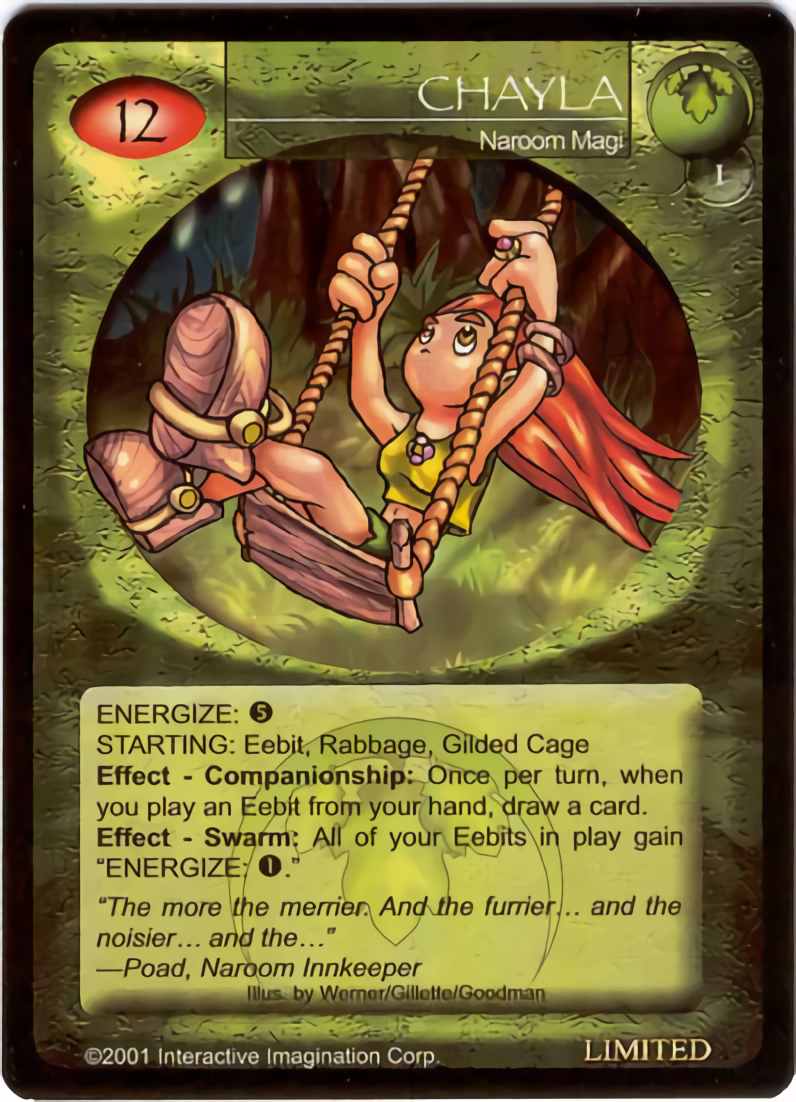 12
CHAYLA
Naroom Magi
L
ENERGIZE: ❺
STARTING: Eebit, Rabbage, Gilded Cage
Effect - Companionship: Once per turn, when
you play an Eebit from your hand, draw a card.
Effect - Swarm: All of your Eebits in play gain
"ENERGIZE: ❶."
"The more the merrier. And the furrier... and the
noisier... and the..."
—Poad, Naroom Innkeeper
Illus. by Werner/Gillette/Goodman
©2001 Interactive Imagination Corp.
LIMITED